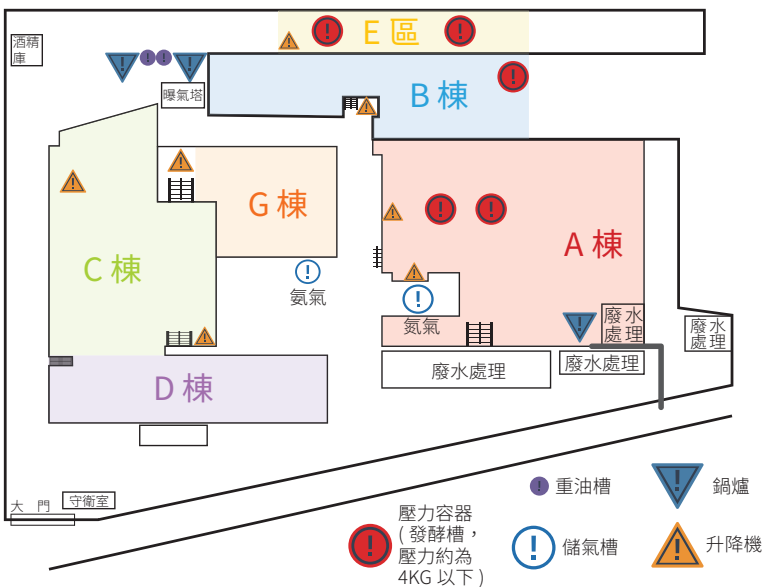 E 區
酒精
庫
曝氣塔
B 棟
G 棟
A 棟
C 棟
氨氣
氮氣
廢水
處理
廢水
處理
廢水處理
廢水處理
D 棟
大 門
守衛室
重油槽
鍋爐
壓力容器
( 發酵槽，
壓力約為
4KG 以下 )
儲氣槽
升降機